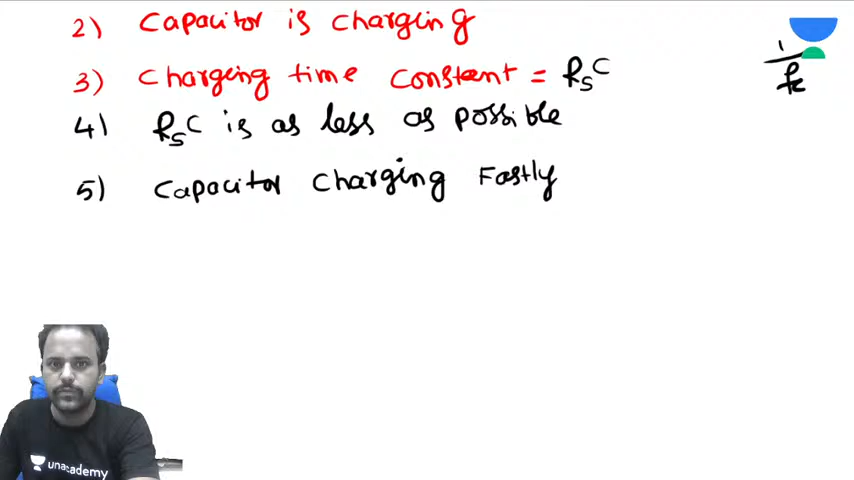 2) Capacitor is charging
3) Charging time constent = RsC
1/fc
4) RsC is as less as possible
5) Capacitor charging Fastly
unacademy